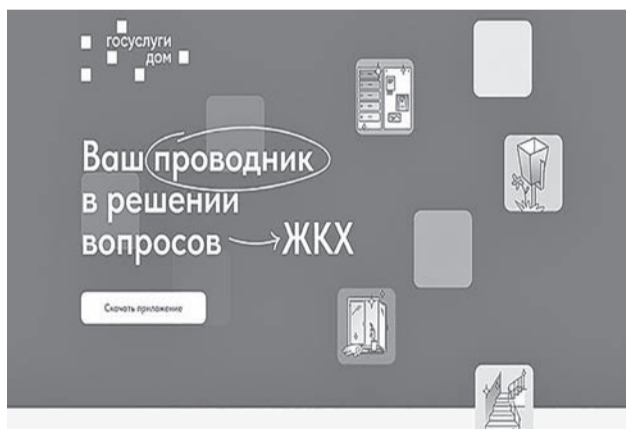 госуслуги
дом
Ваш проводник
в решении
вопросов → ЖКХ
Скачать приложение